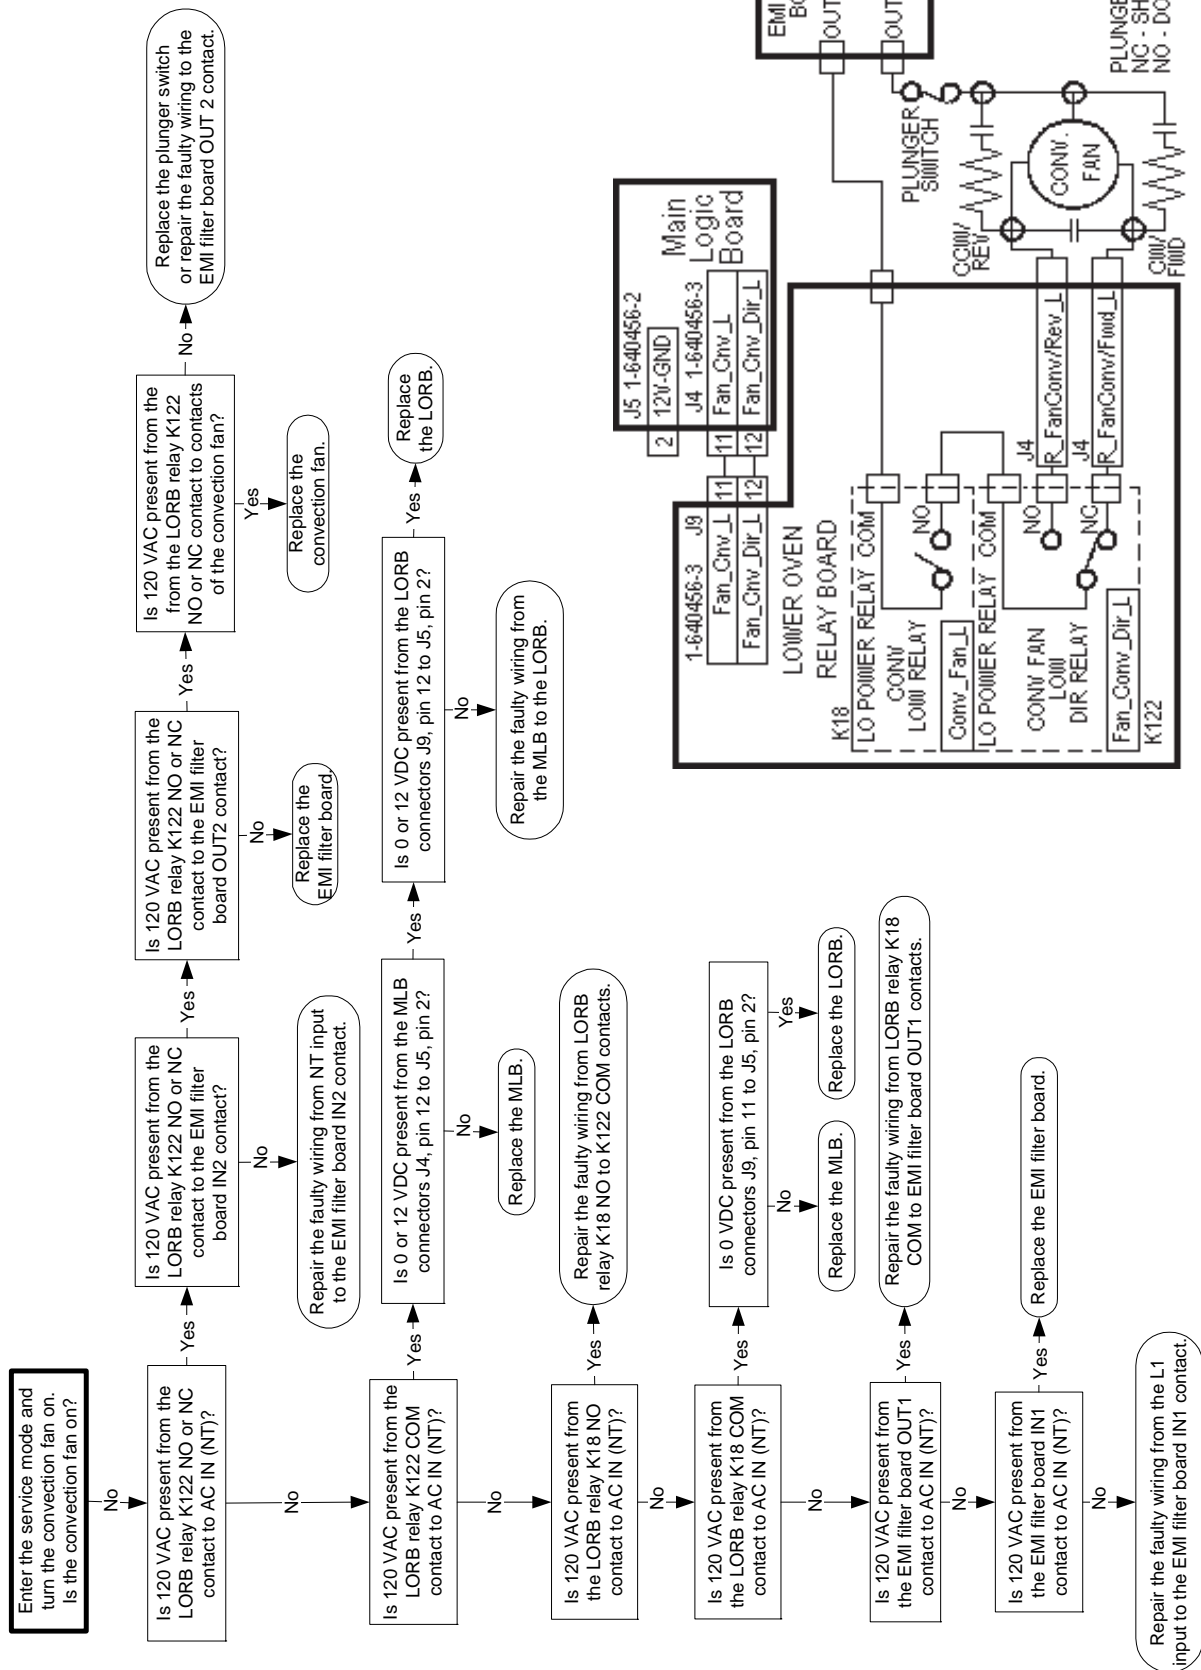 Enter the service mode and
turn the convection fan on.
Is the convection fan on?
No
Is 120 VAC present from the
LORB relay K122 NO or NC
contact to AC IN (NT)?
Yes
Is 120 VAC present from the
LORB relay K122 NO or NC
contact to the EMI filter
board IN2 contact?
Yes
Is 120 VAC present from the
LORB relay K122 NO or NC
contact to the EMI filter
board OUT2 contact?
Yes
Is 120 VAC present from the
from the LORB relay K122
NO or NC contact to contacts
of the convection fan?
No
Replace the plunger switch
or repair the faulty wiring to the
EMI filter board OUT 2 contact.
No
Repair the faulty wiring from NT input
to the EMI filter board IN2 contact.
No
Replace the
EMI filter board.
Yes
Replace the
convection fan.
No
Is 120 VAC present from the
LORB relay K122 COM
contact to AC IN (NT)?
Yes
Is 0 or 12 VDC present from the MLB
connectors J4, pin 12 to J5, pin 2?
Yes
Is 0 or 12 VDC present from the LORB
connectors J9, pin 12 to J5, pin 2?
Yes
Replace
the LORB.
No
Replace the MLB.
No
Repair the faulty wiring from
the MLB to the LORB.
No
Is 120 VAC present from
the LORB relay K18 NO
contact to AC IN (NT)?
Yes
Repair the faulty wiring from LORB
relay K18 NO to K122 COM contacts.
No
Is 120 VAC present from
the LORB relay K18 COM
contact to AC IN (NT)?
Yes
Is 0 VDC present from the LORB
connectors J9, pin 11 to J5, pin 2?
No
Replace the MLB.
Yes
Replace the LORB.
No
Is 120 VAC present from
the EMI filter board OUT1
contact to AC IN (NT)?
Yes
Repair the faulty wiring from LORB relay K18
COM to EMI filter board OUT1 contacts.
No
Is 120 VAC present from
the EMI filter board IN1
contact to AC IN (NT)?
Yes
Replace the EMI filter board.
No
Repair the faulty wiring from the L1
input to the EMI filter board IN1 contact.
J5 1-640456-2
2
12V-GND
J4 1-640456-3
11
Fan_Cnv_L
12
Fan_Cnv_Dir_L
Main
Logic
Board
1-640456-3 J9
Fan_Cnv_L
11
Fan_Cnv_Dir_L
12
LOWER OVEN
RELAY BOARD
K18
LO POWER RELAY COM
CONV
LOW RELAY
NO
Conv_Fan_L
LO POWER RELAY COM
CONV FAN
LOW
DIR RELAY
NO
NC
Fan_Conv_Dir_L
K122
J4
R_FanConv/Rev_L
J4
R_FanConv/Fwd_L
CCW/
REV
CW/
FWD
CONV.
FAN
PLUNGER
SWITCH
EMI
OUT
OUT
NC - SH
NO - DO